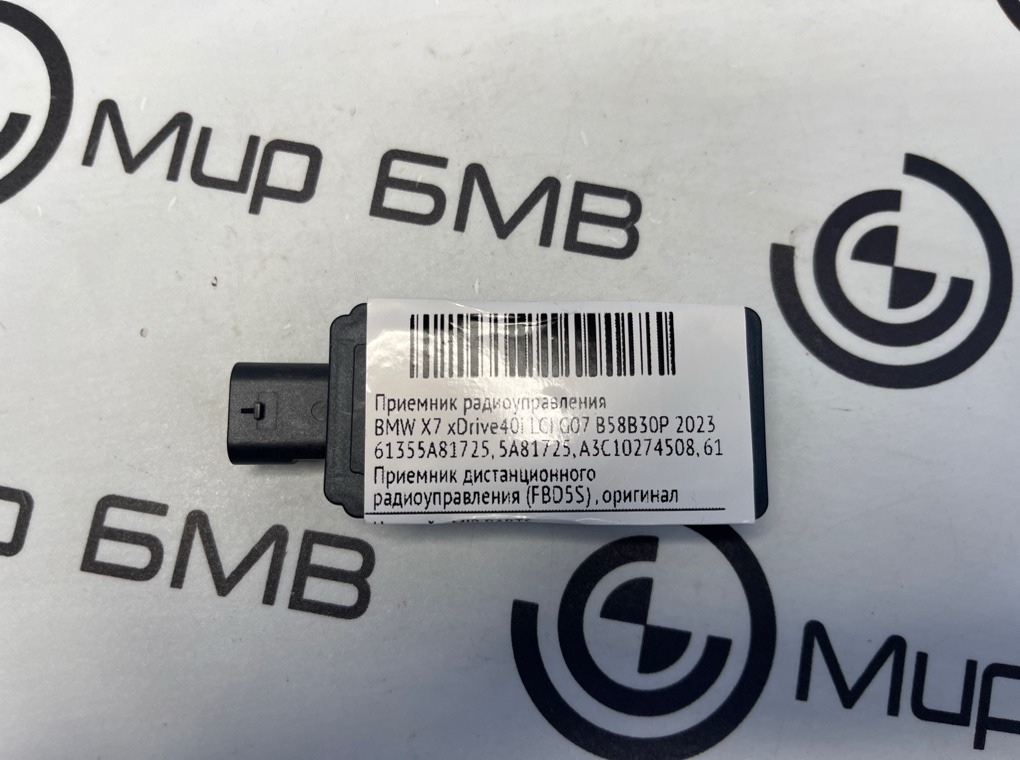 Мир БМВ
Приемник радиоуправления
BMW X7 xDrive40i LCI G07 B58B30P 2023
61355A81725, 5A81725, A3C10274508, 61
Приемник дистанционного
радиоуправления (FBD5S) , оригинал
БМВ
Мир